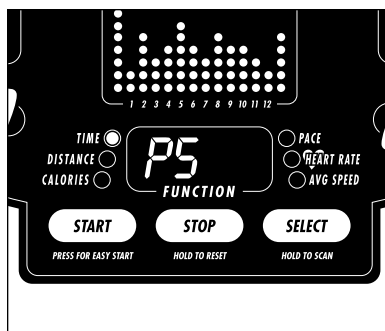 1 2 3 4 5 6 7 8 9 10 11 12
TIME
DISTANCE
CALORIES
P5
FUNCTION
PACE
HEART RATE
AVG SPEED
START STOP SELECT
PRESS FOR EASY START HOLD TO RESET HOLD TO SCAN